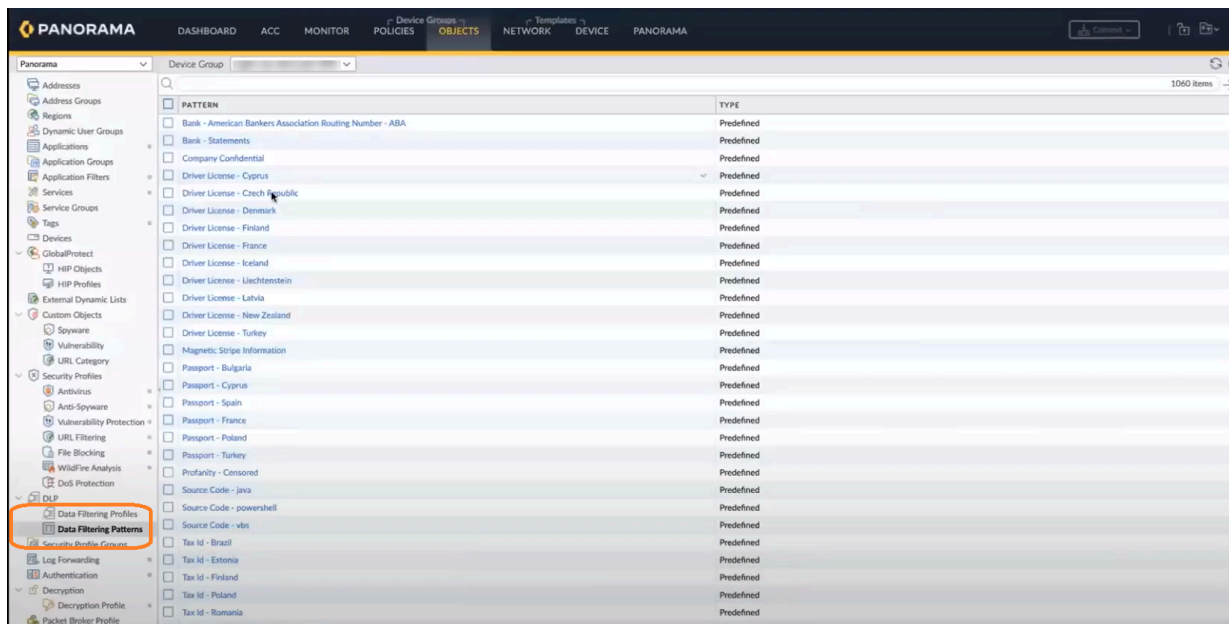 PANORAMA
DASHBOARD ACC MONITOR Device Groups POLICIES OBJECTS Templates NETWORK DEVICE PANORAMA Commit
Panorama Device Group
1060 items
PATTERN TYPE
Bank - American Bankers Association Routing Number - ABA Predefined
Bank - Statements Predefined
Company Confidential Predefined
Driver License - Cyprus Predefined
Driver License - Czech Republic Predefined
Driver License - Denmark Predefined
Driver License - Finland Predefined
Driver License - France Predefined
Driver License - Iceland Predefined
Driver License - Liechtenstein Predefined
Driver License - Latvia Predefined
Driver License - New Zealand Predefined
Driver License - Turkey Predefined
Magnetic Stripe Information Predefined
Passport - Bulgaria Predefined
Passport - Cyprus Predefined
Passport - Spain Predefined
Passport - France Predefined
Passport - Poland Predefined
Passport - Turkey Predefined
Profanity - Censored Predefined
Source Code - java Predefined
Source Code - powershell Predefined
Source Code - vbs Predefined
Tax Id - Brazil Predefined
Tax Id - Estonia Predefined
Tax Id - Finland Predefined
Tax Id - Poland Predefined
Tax Id - Romania Predefined
Addresses
Address Groups
Regions
Dynamic User Groups
Applications
Application Groups
Application Filters
Services
Service Groups
Tags
Devices
GlobalProtect
HIP Objects
HIP Profiles
External Dynamic Lists
Custom Objects
Spyware
Vulnerability
URL Category
Security Profiles
Antivirus
Anti-Spyware
Vulnerability Protection
URL Filtering
File Blocking
WildFire Analysis
DoS Protection
DLP
Data Filtering Profiles
Data Filtering Patterns
Security Profile Groups
Log Forwarding
Authentication
Decryption
Decryption Profile
Packet Broker Profile